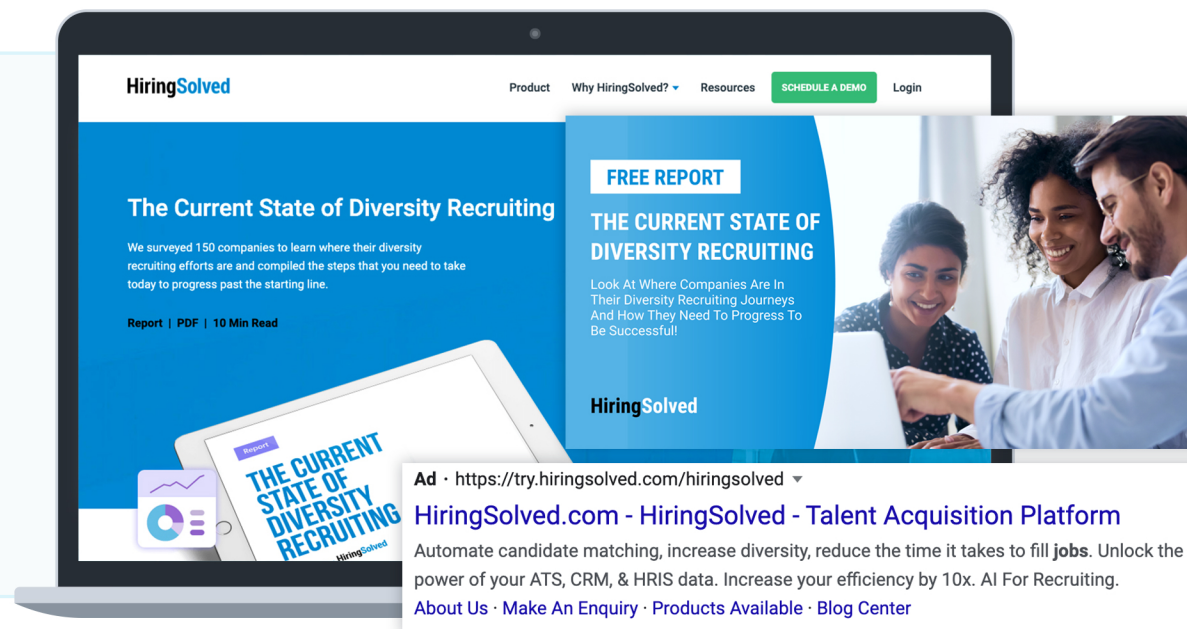 HiringSolved
Product
Why HiringSolved?
Resources
SCHEDULE A DEMO
Login
The Current State of Diversity Recruiting
We surveyed 150 companies to learn where their diversity
recruiting efforts are and compiled the steps that you need to take
today to progress past the starting line.
Report | PDF | 10 Min Read
Report
THE CURRENT
STATE OF
DIVERSITY
RECRUITING
HiringSolved
FREE REPORT
THE CURRENT STATE OF
DIVERSITY RECRUITING
Look At Where Companies Are In
Their Diversity Recruiting Journeys
And How They Need To Progress To
Be Successful!
HiringSolved
Ad · https://try.hiringsolved.com/hiringsolved
HiringSolved.com - HiringSolved - Talent Acquisition Platform
Automate candidate matching, increase diversity, reduce the time it takes to fill jobs. Unlock the
power of your ATS, CRM, & HRIS data. Increase your efficiency by 10x. AI For Recruiting.
About Us · Make An Enquiry · Products Available · Blog Center